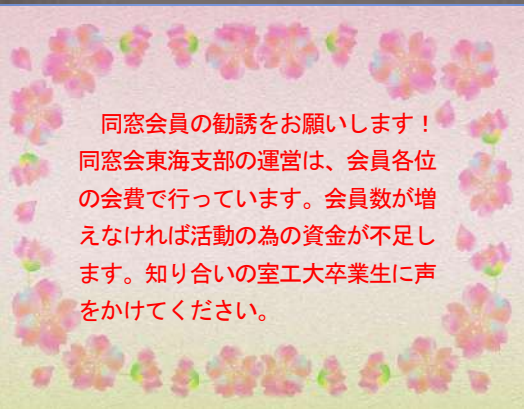 同窓会員の勧誘をお願いします！
同窓会東海支部の運営は、会員各位
の会費で行っています。会員数が増
えなければ活動の為の資金が不足し
ます。知り合いの室工大卒業生に声
をかけてください。